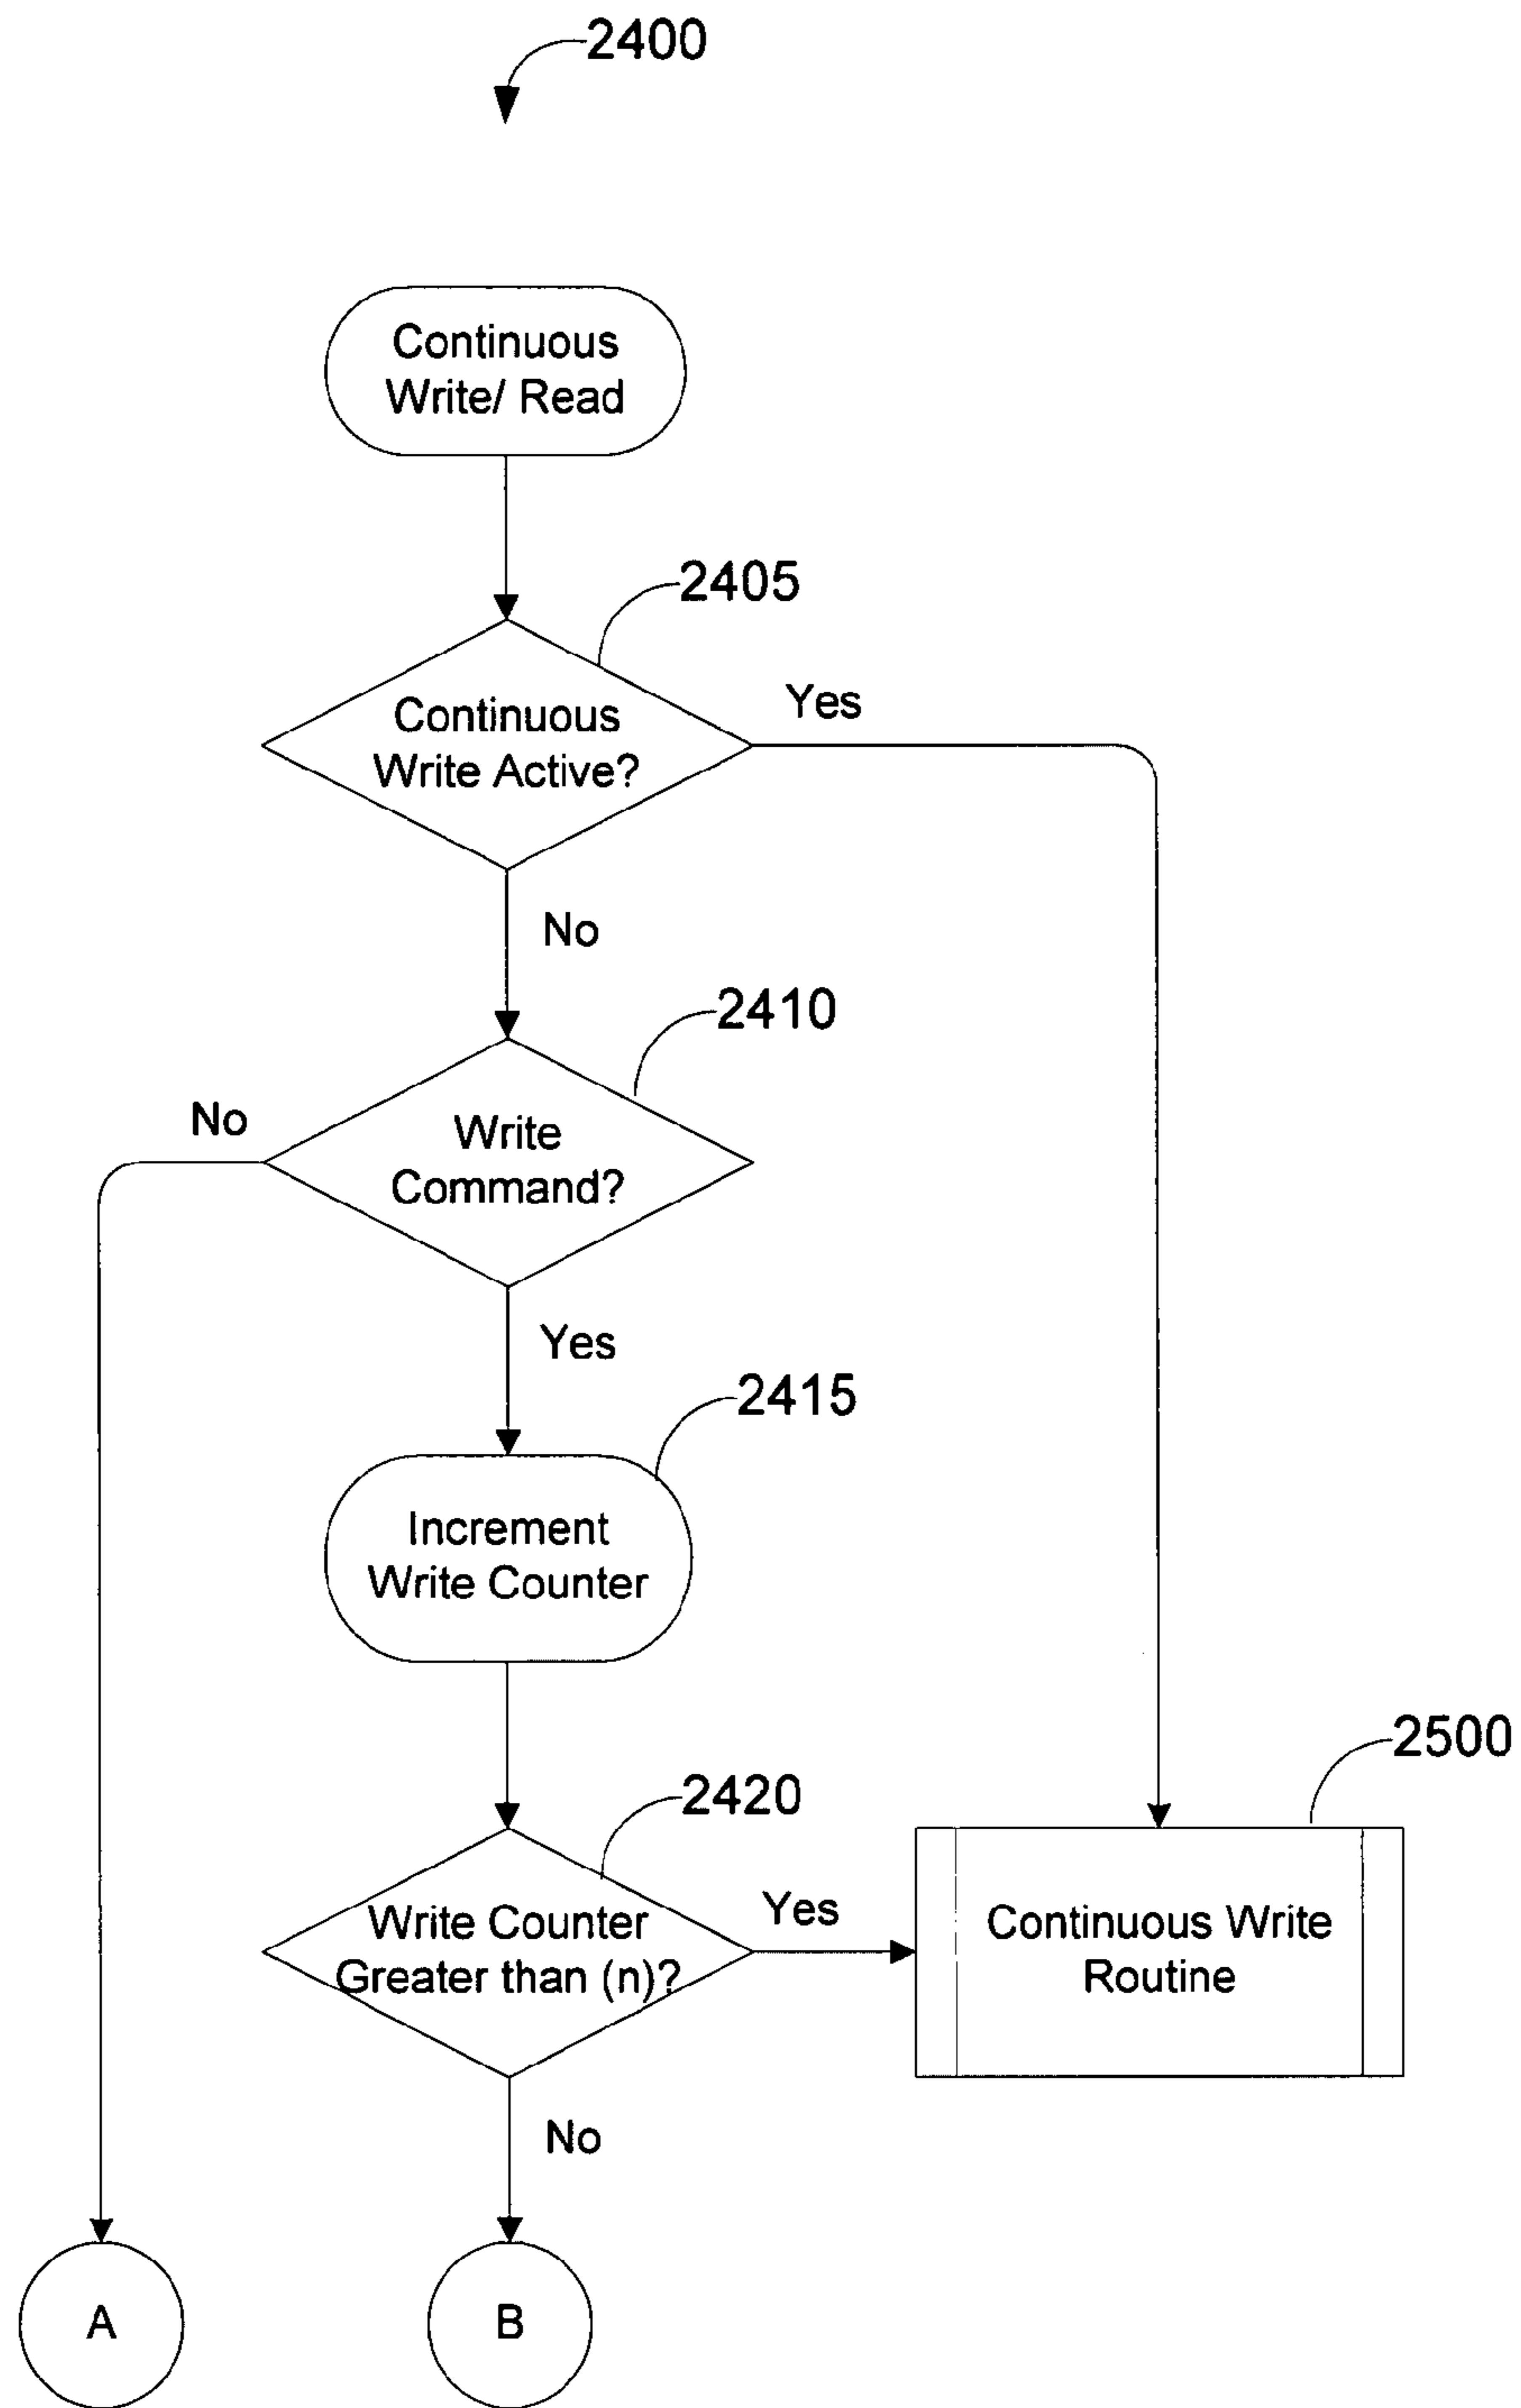 2400
Continuous
Write/ Read
2405
Continuous
Write Active?
Yes
No
2410
No
Write
Command?
Yes
2415
Increment
Write Counter
2500
2420
Write Counter
Greater than (n)?
Yes
Continuous Write
Routine
No
A
B